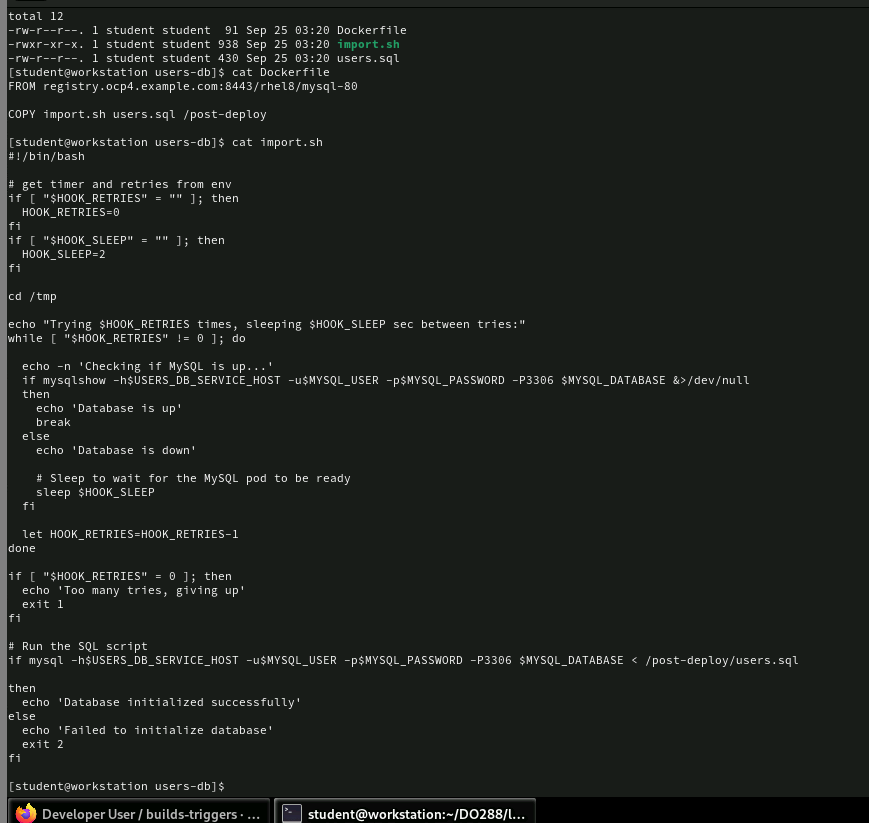 total 12
-rw-r--r--. 1 student student  91 Sep 25 03:20 Dockerfile
-rwxr-xr-x. 1 student student 938 Sep 25 03:20 import.sh
-rw-r--r--. 1 student student 430 Sep 25 03:20 users.sql
[student@workstation users-db]$ cat Dockerfile
FROM registry.ocp4.example.com:8443/rhel8/mysql-80

COPY import.sh users.sql /post-deploy

[student@workstation users-db]$ cat import.sh
#!/bin/bash

# get timer and retries from env
if [ "$HOOK_RETRIES" = "" ]; then
  HOOK_RETRIES=0
fi
if [ "$HOOK_SLEEP" = "" ]; then
  HOOK_SLEEP=2
fi

cd /tmp

echo "Trying $HOOK_RETRIES times, sleeping $HOOK_SLEEP sec between tries:"
while [ "$HOOK_RETRIES" != 0 ]; do

  echo -n 'Checking if MySQL is up...'
  if mysqlshow -h$USERS_DB_SERVICE_HOST -u$MYSQL_USER -p$MYSQL_PASSWORD -P3306 $MYSQL_DATABASE &>/dev/null
  then
    echo 'Database is up'
    break
  else
    echo 'Database is down'

    # Sleep to wait for the MySQL pod to be ready
    sleep $HOOK_SLEEP
  fi

  let HOOK_RETRIES=HOOK_RETRIES-1
done

if [ "$HOOK_RETRIES" = 0 ]; then
  echo 'Too many tries, giving up'
  exit 1
fi

# Run the SQL script
if mysql -h$USERS_DB_SERVICE_HOST -u$MYSQL_USER -p$MYSQL_PASSWORD -P3306 $MYSQL_DATABASE < /post-deploy/users.sql

then
  echo 'Database initialized successfully'
else
  echo 'Failed to initialize database'
  exit 2
fi

[student@workstation users-db]$
Developer User / builds-triggers · ...
student@workstation:~/DO288/l...